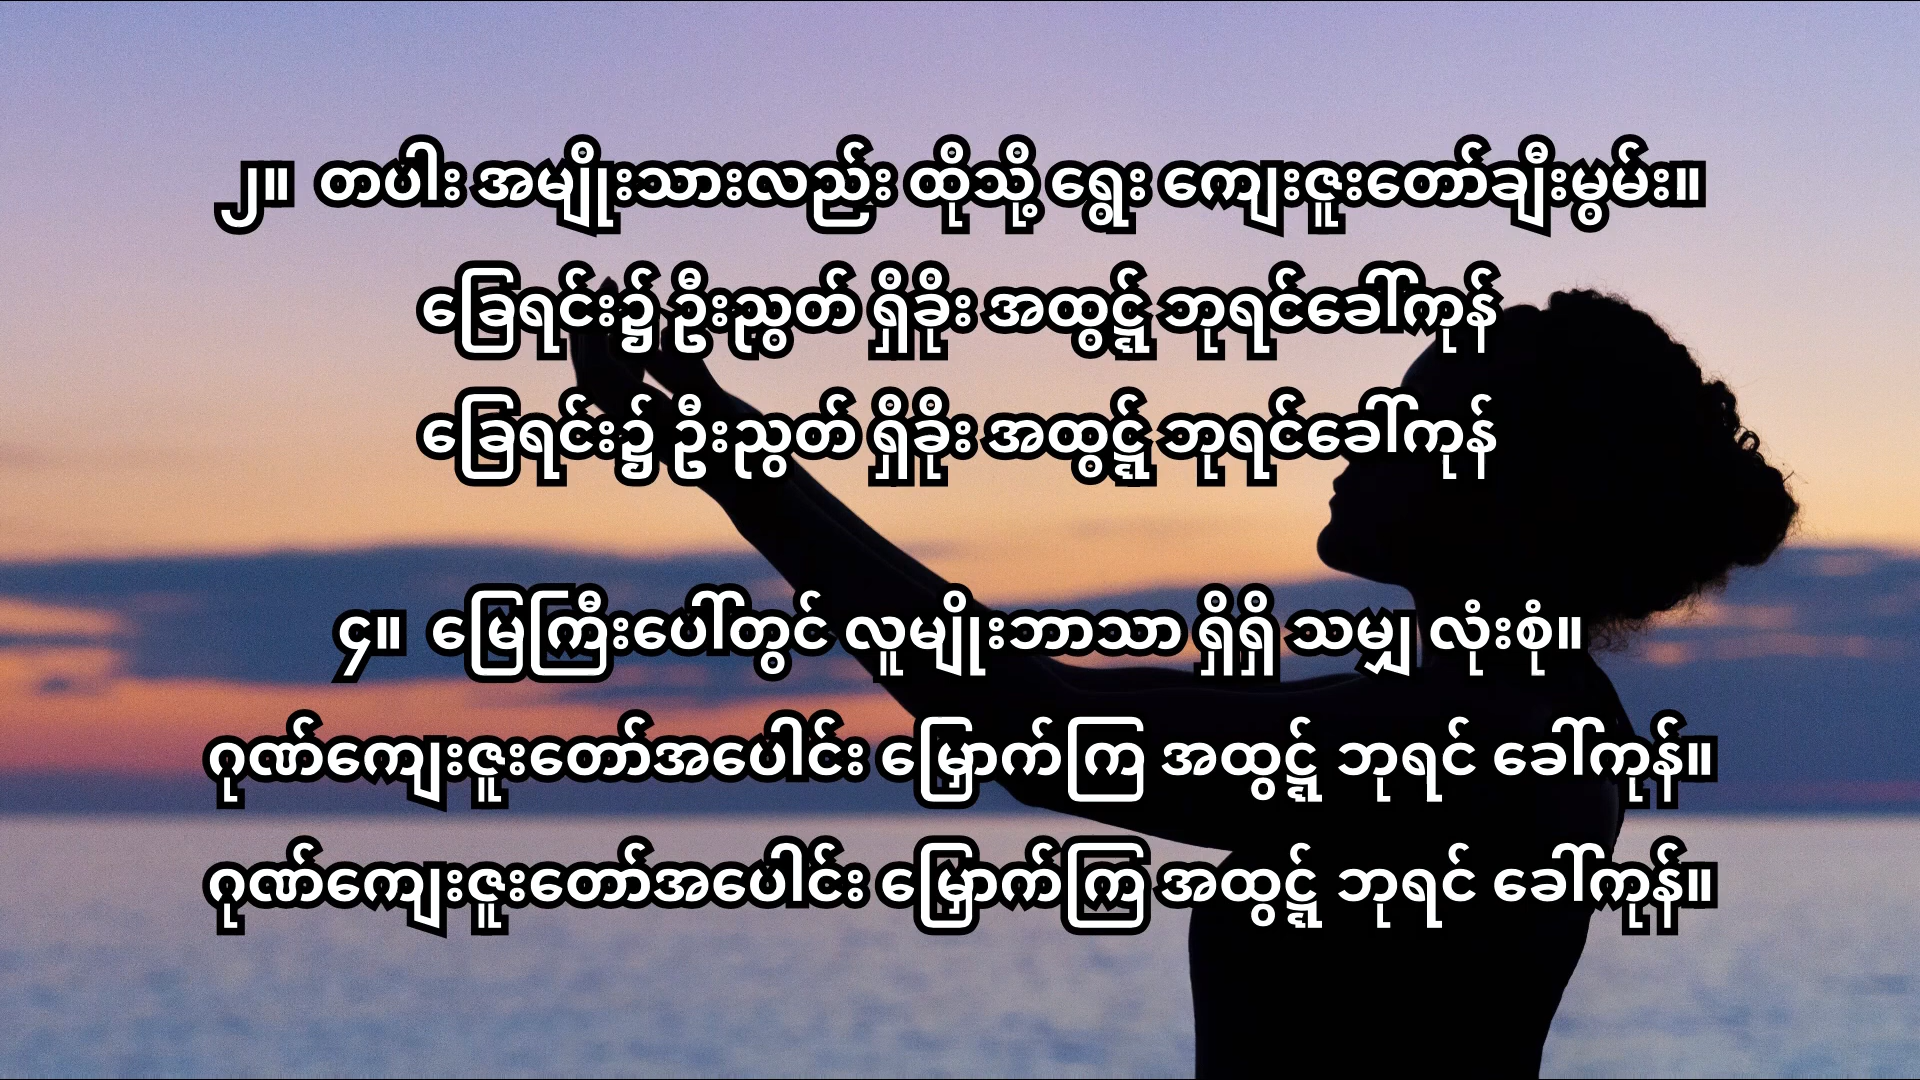 ၂။ တပါး အမျိုးသားလည်း ထိုသို့ ရွေး ကျေးဇူးတော်ချီးမွမ်း။
ခြေရင်း၌ ဦးညွတ် ရှိခိုး အထွဋ် ဘုရင်ခေါ်ကုန်
ခြေရင်း၌ ဦးညွတ် ရှိခိုး အထွဋ် ဘုရင်ခေါ်ကုန်
၄။ မြေကြီးပေါ်တွင် လူမျိုးဘာသာ ရှိရှိ သမျှ လုံးစုံ။
ဂုဏ်ကျေးဇူးတော်အပေါင်း မြှောက်ကြ အထွဋ် ဘုရင် ခေါ်ကုန်။
ဂုဏ်ကျေးဇူးတော်အပေါင်း မြှောက်ကြ အထွဋ် ဘုရင် ခေါ်ကုန်။